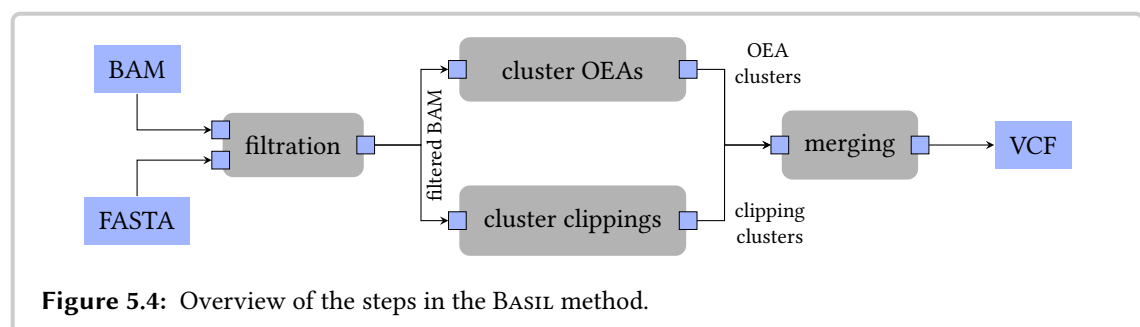 BAM
FASTA
filtration
filtered BAM
cluster OEAs
cluster clippings
OEA
clusters
clipping
clusters
merging
VCF
Figure 5.4: Overview of the steps in the BASIL method.